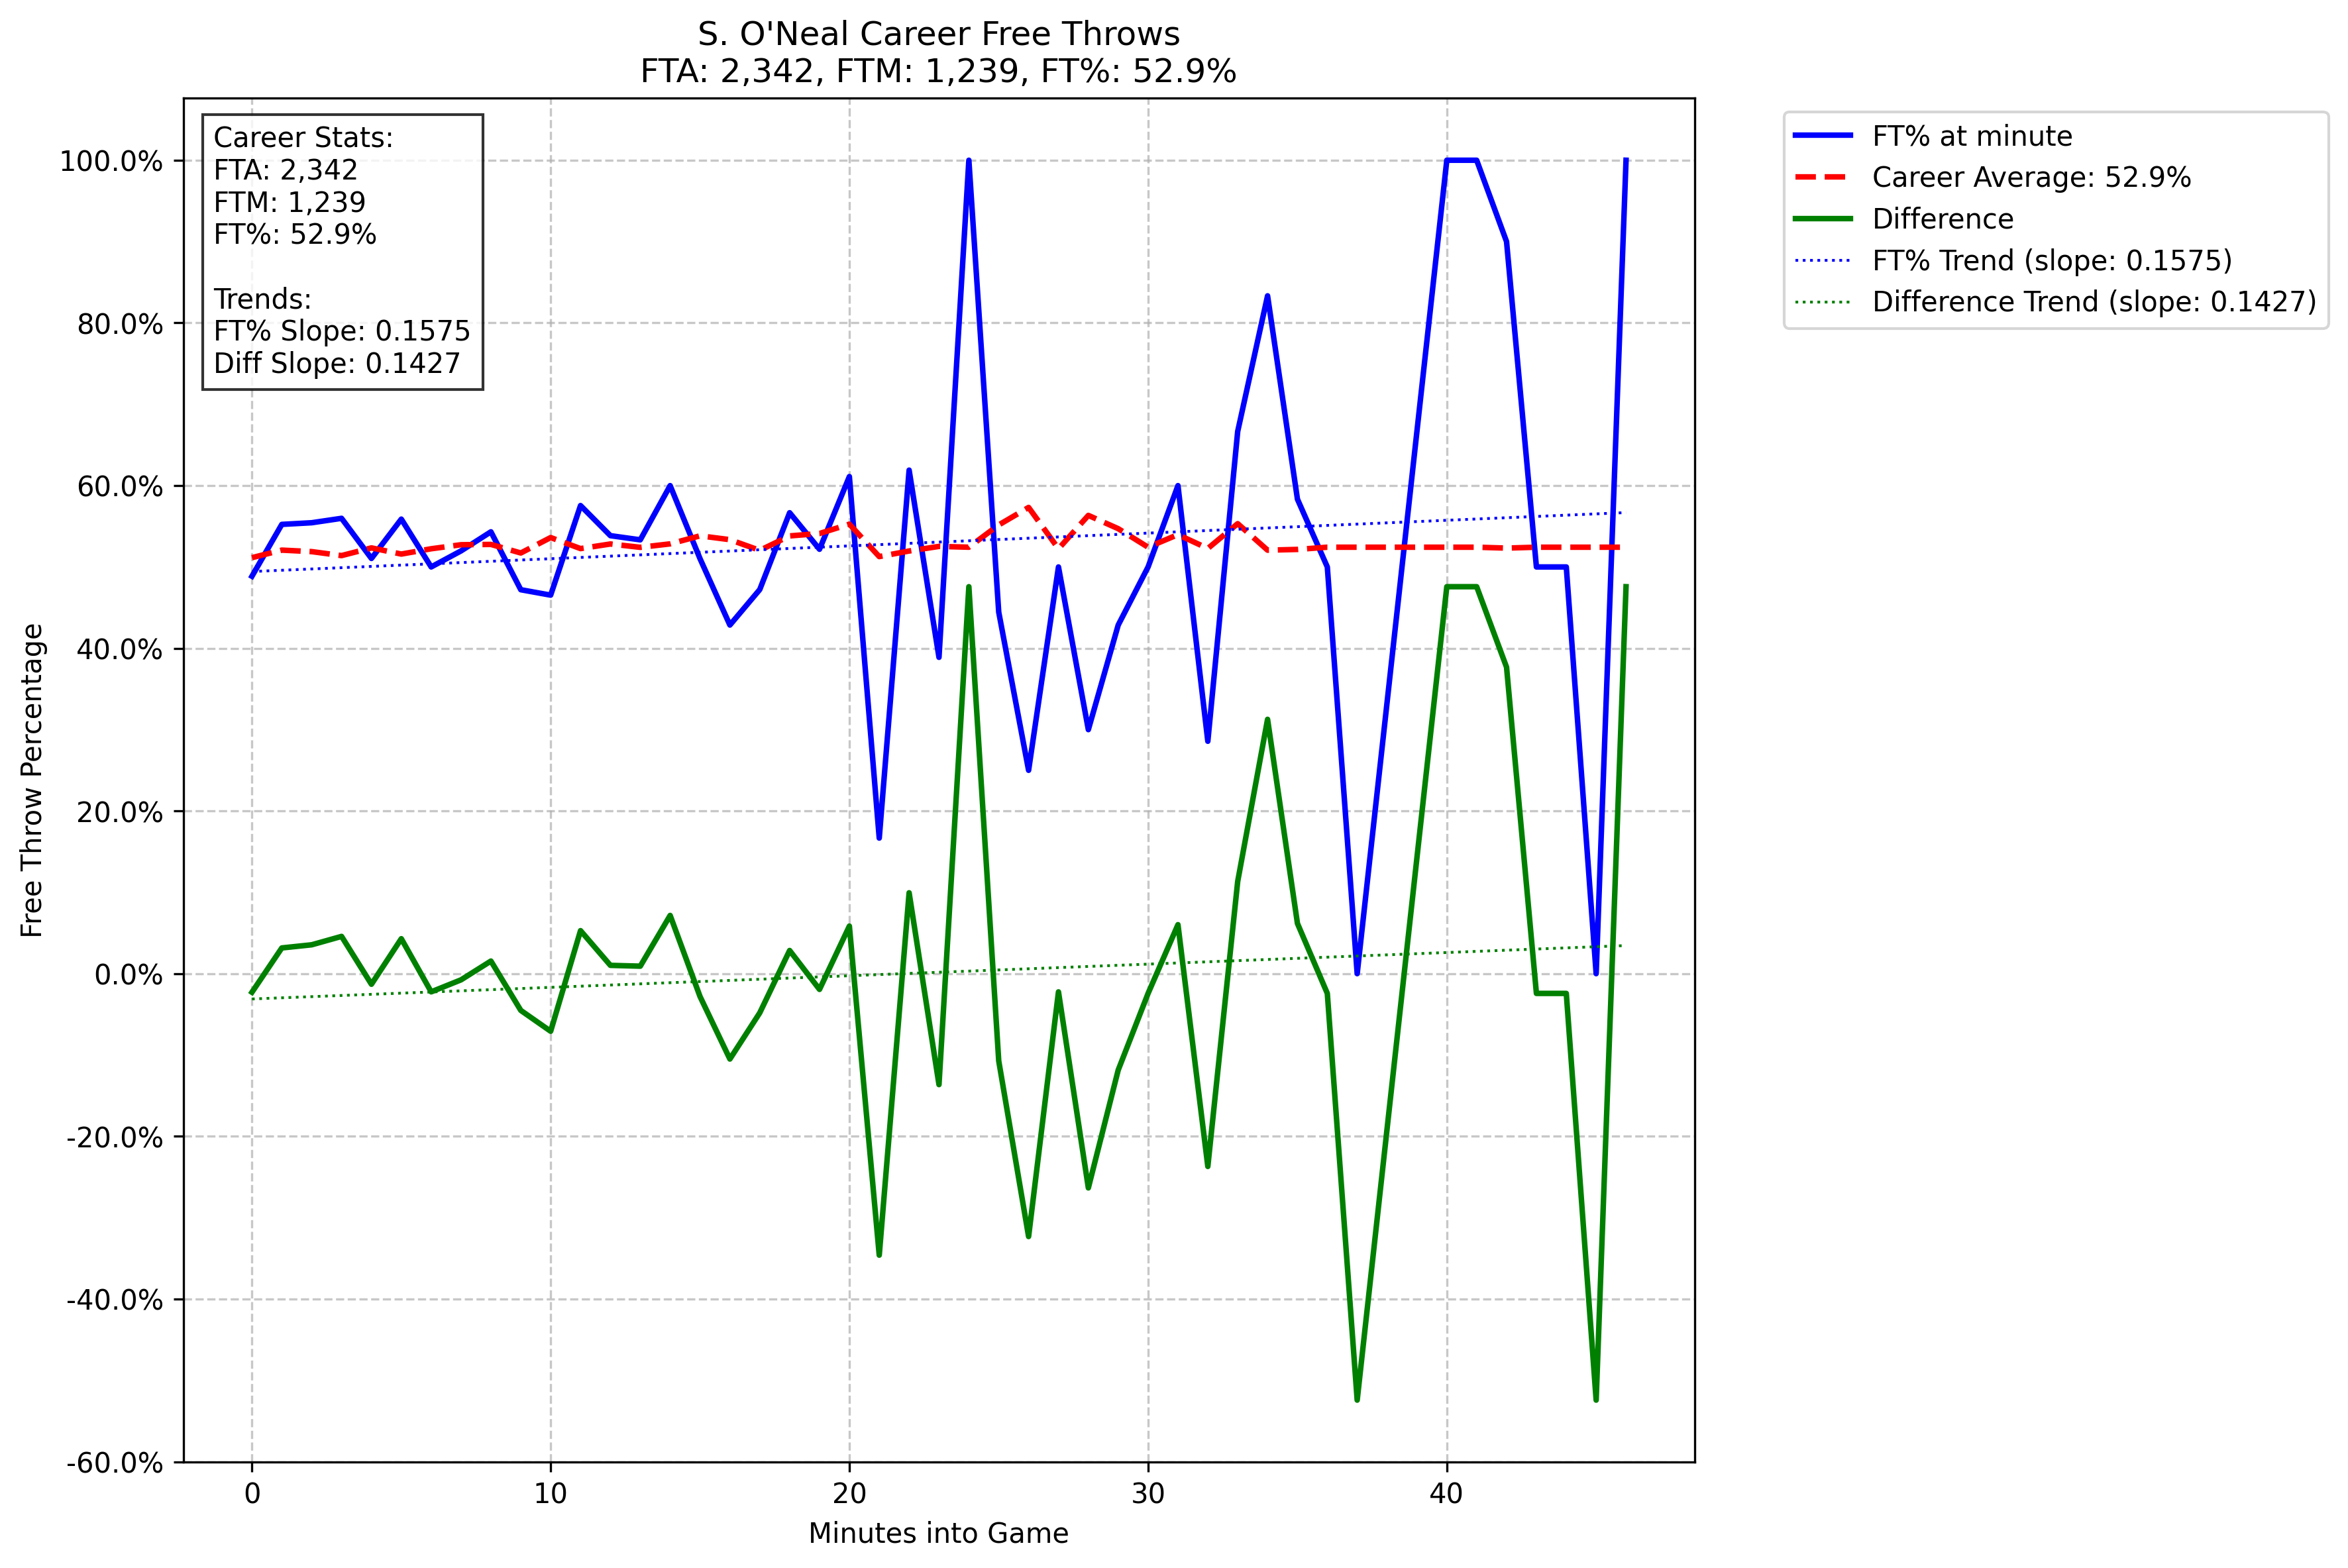 S. O'Neal Career Free Throws
FTA: 2,342, FTM: 1,239, FT%: 52.9%
Career Stats:
FTA: 2,342
FTM: 1,239
FT%: 52.9%
Trends:
FT% Slope: 0.1575
Diff Slope: 0.1427
FT% at minute
Career Average: 52.9%
Difference
FT% Trend (slope: 0.1575)
Difference Trend (slope: 0.1427)
Free Throw Percentage
100.0%
80.0%
60.0%
40.0%
20.0%
0.0%
-20.0%
-40.0%
-60.0%
0 10 20 30 40
Minutes into Game